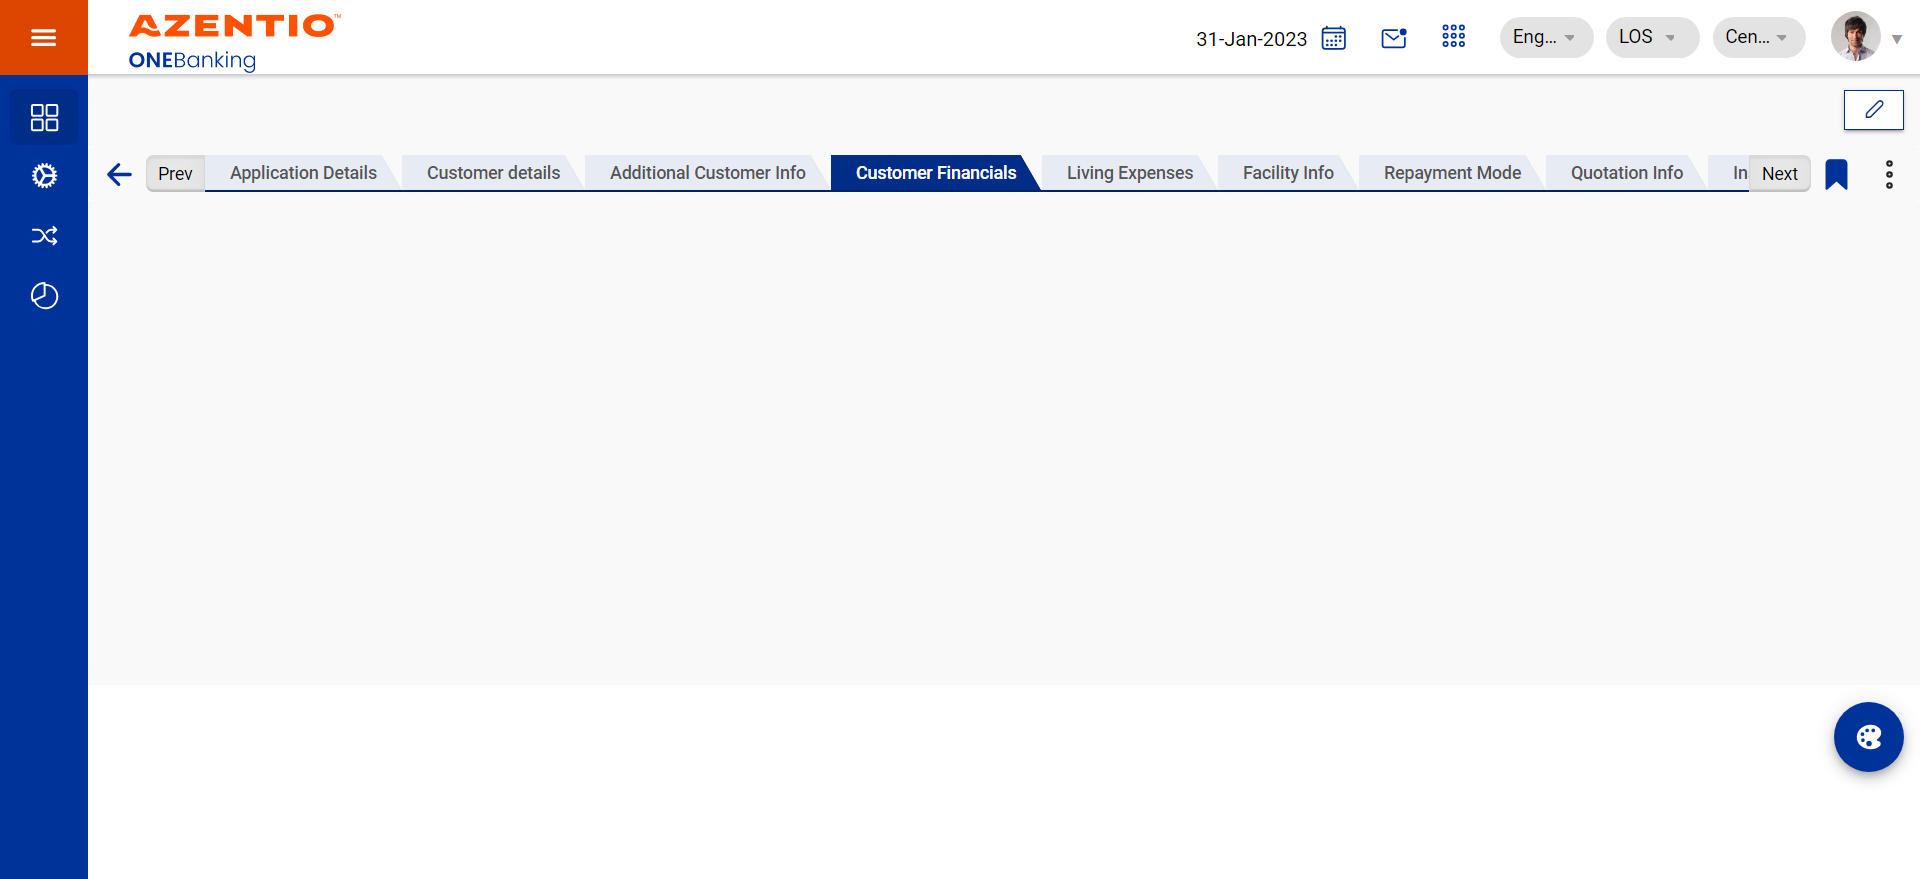 AZENTIO™
ONEBanking
31-Jan-2023
Eng...
LOS
Cen...
Prev
Application Details
Customer details
Additional Customer Info
Customer Financials
Living Expenses
Facility Info
Repayment Mode
Quotation Info
In
Next